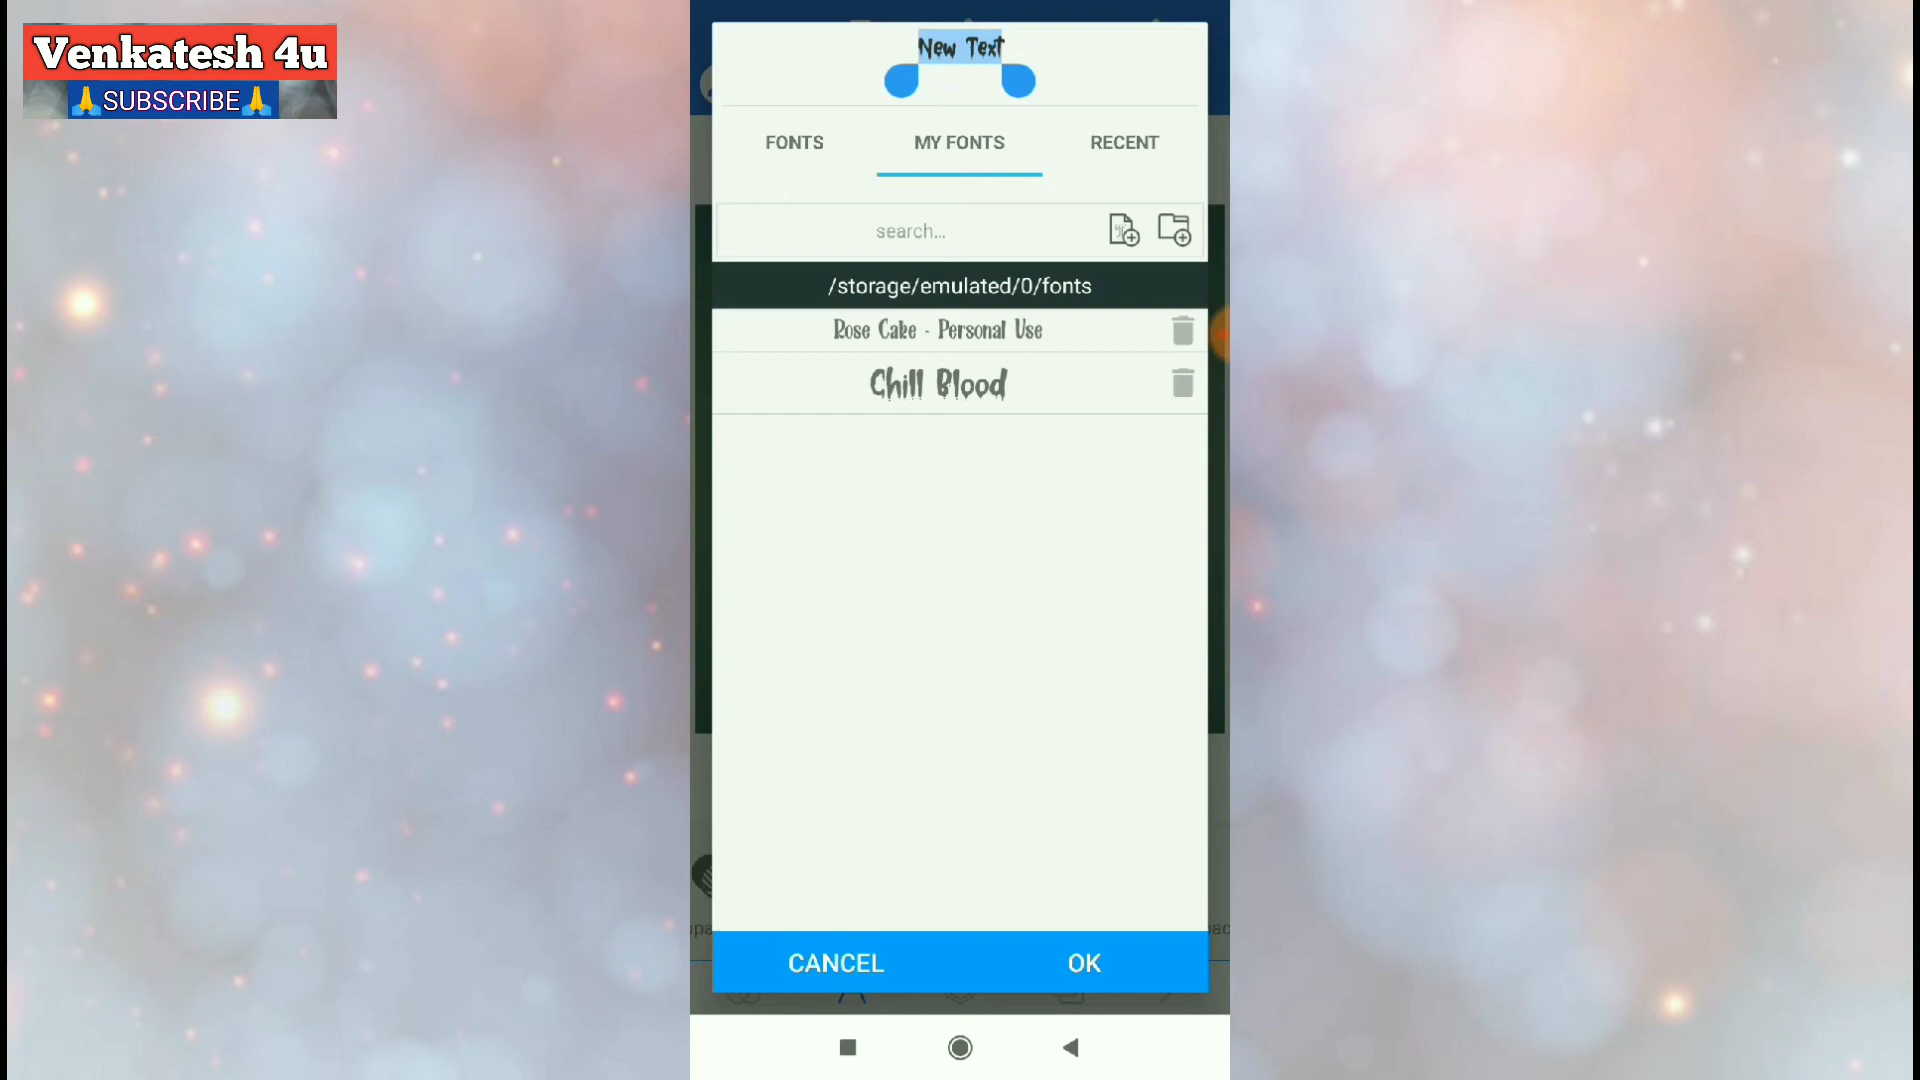 Venkatesh 4u
🙏SUBSCRIBE🙏
New Text
FONTS
MY FONTS
RECENT
search...
/storage/emulated/0/fonts
Rose Cake - Personal Use
Chill Blood
CANCEL
OK